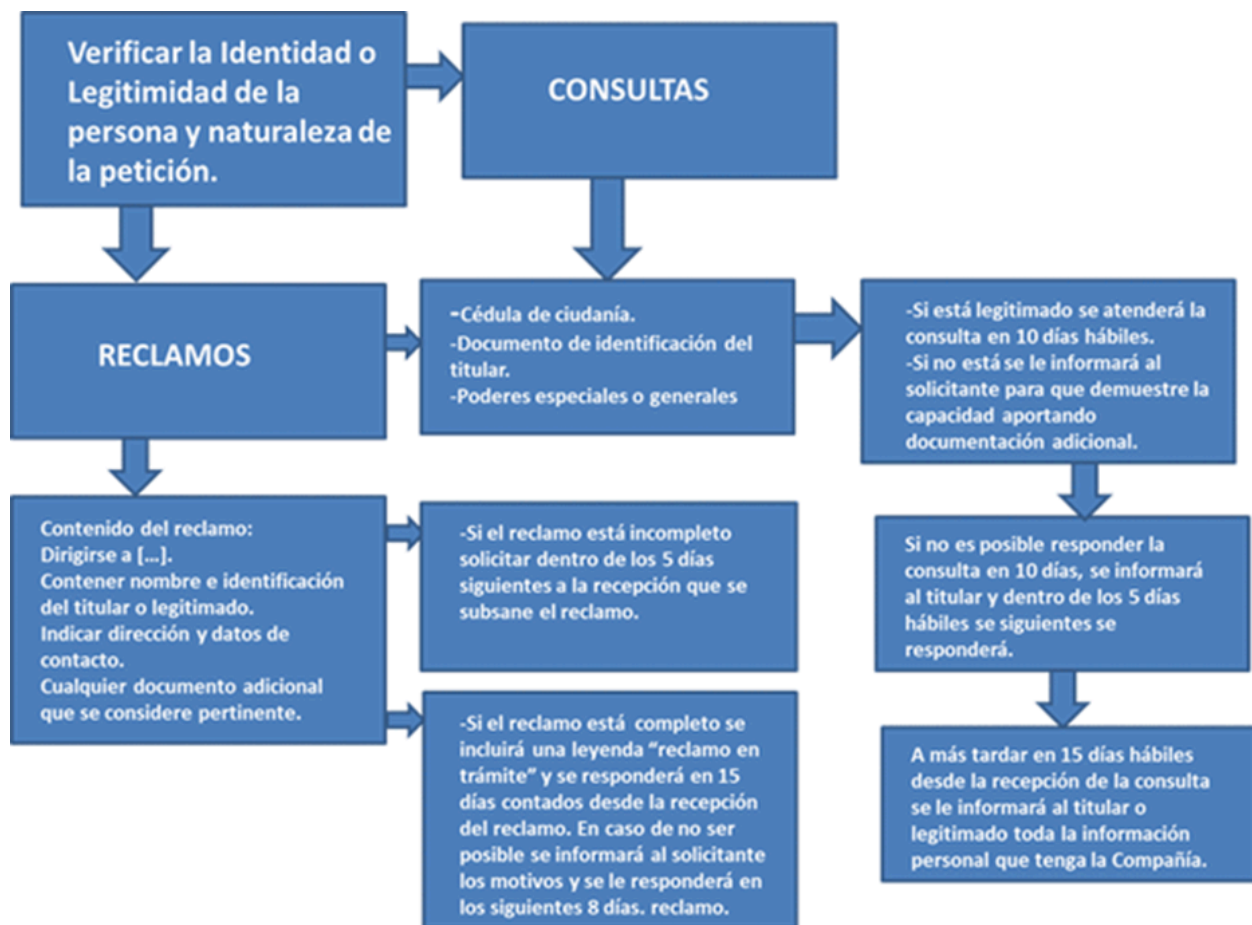 Verificar la Identidad o
Legitimidad de la
persona y naturaleza de
la petición.
CONSULTAS
RECLAMOS
-Cédula de ciudanía.
-Documento de identificación del
titular.
-Poderes especiales o generales
-Si está legitimado se atenderá la
consulta en 10 días hábiles.
-Si no está se le informará al
solicitante para que demuestre la
capacidad aportando
documentación adicional.
Contenido del reclamo:
Dirigirse a [...].
Contener nombre e identificación
del titular o legitimado.
Indicar dirección y datos de
contacto.
Cualquier documento adicional
que se considere pertinente.
-Si el reclamo está incompleto
solicitar dentro de los 5 días
siguientes a la recepción que se
subsane el reclamo.
Si no es posible responder la
consulta en 10 días, se informará
al titular y dentro de los 5 días
hábiles se siguientes se
responderá.
-Si el reclamo está completo se
incluirá una leyenda “reclamo en
trámite” y se responderá en 15
días contados desde la recepción
del reclamo. En caso de no ser
posible se informará al solicitante
los motivos y se le responderá en
los siguientes 8 días. reclamo.
A más tardar en 15 días hábiles
desde la recepción de la consulta
se le informará al titular o
legitimado toda la información
personal que tenga la Compañía.